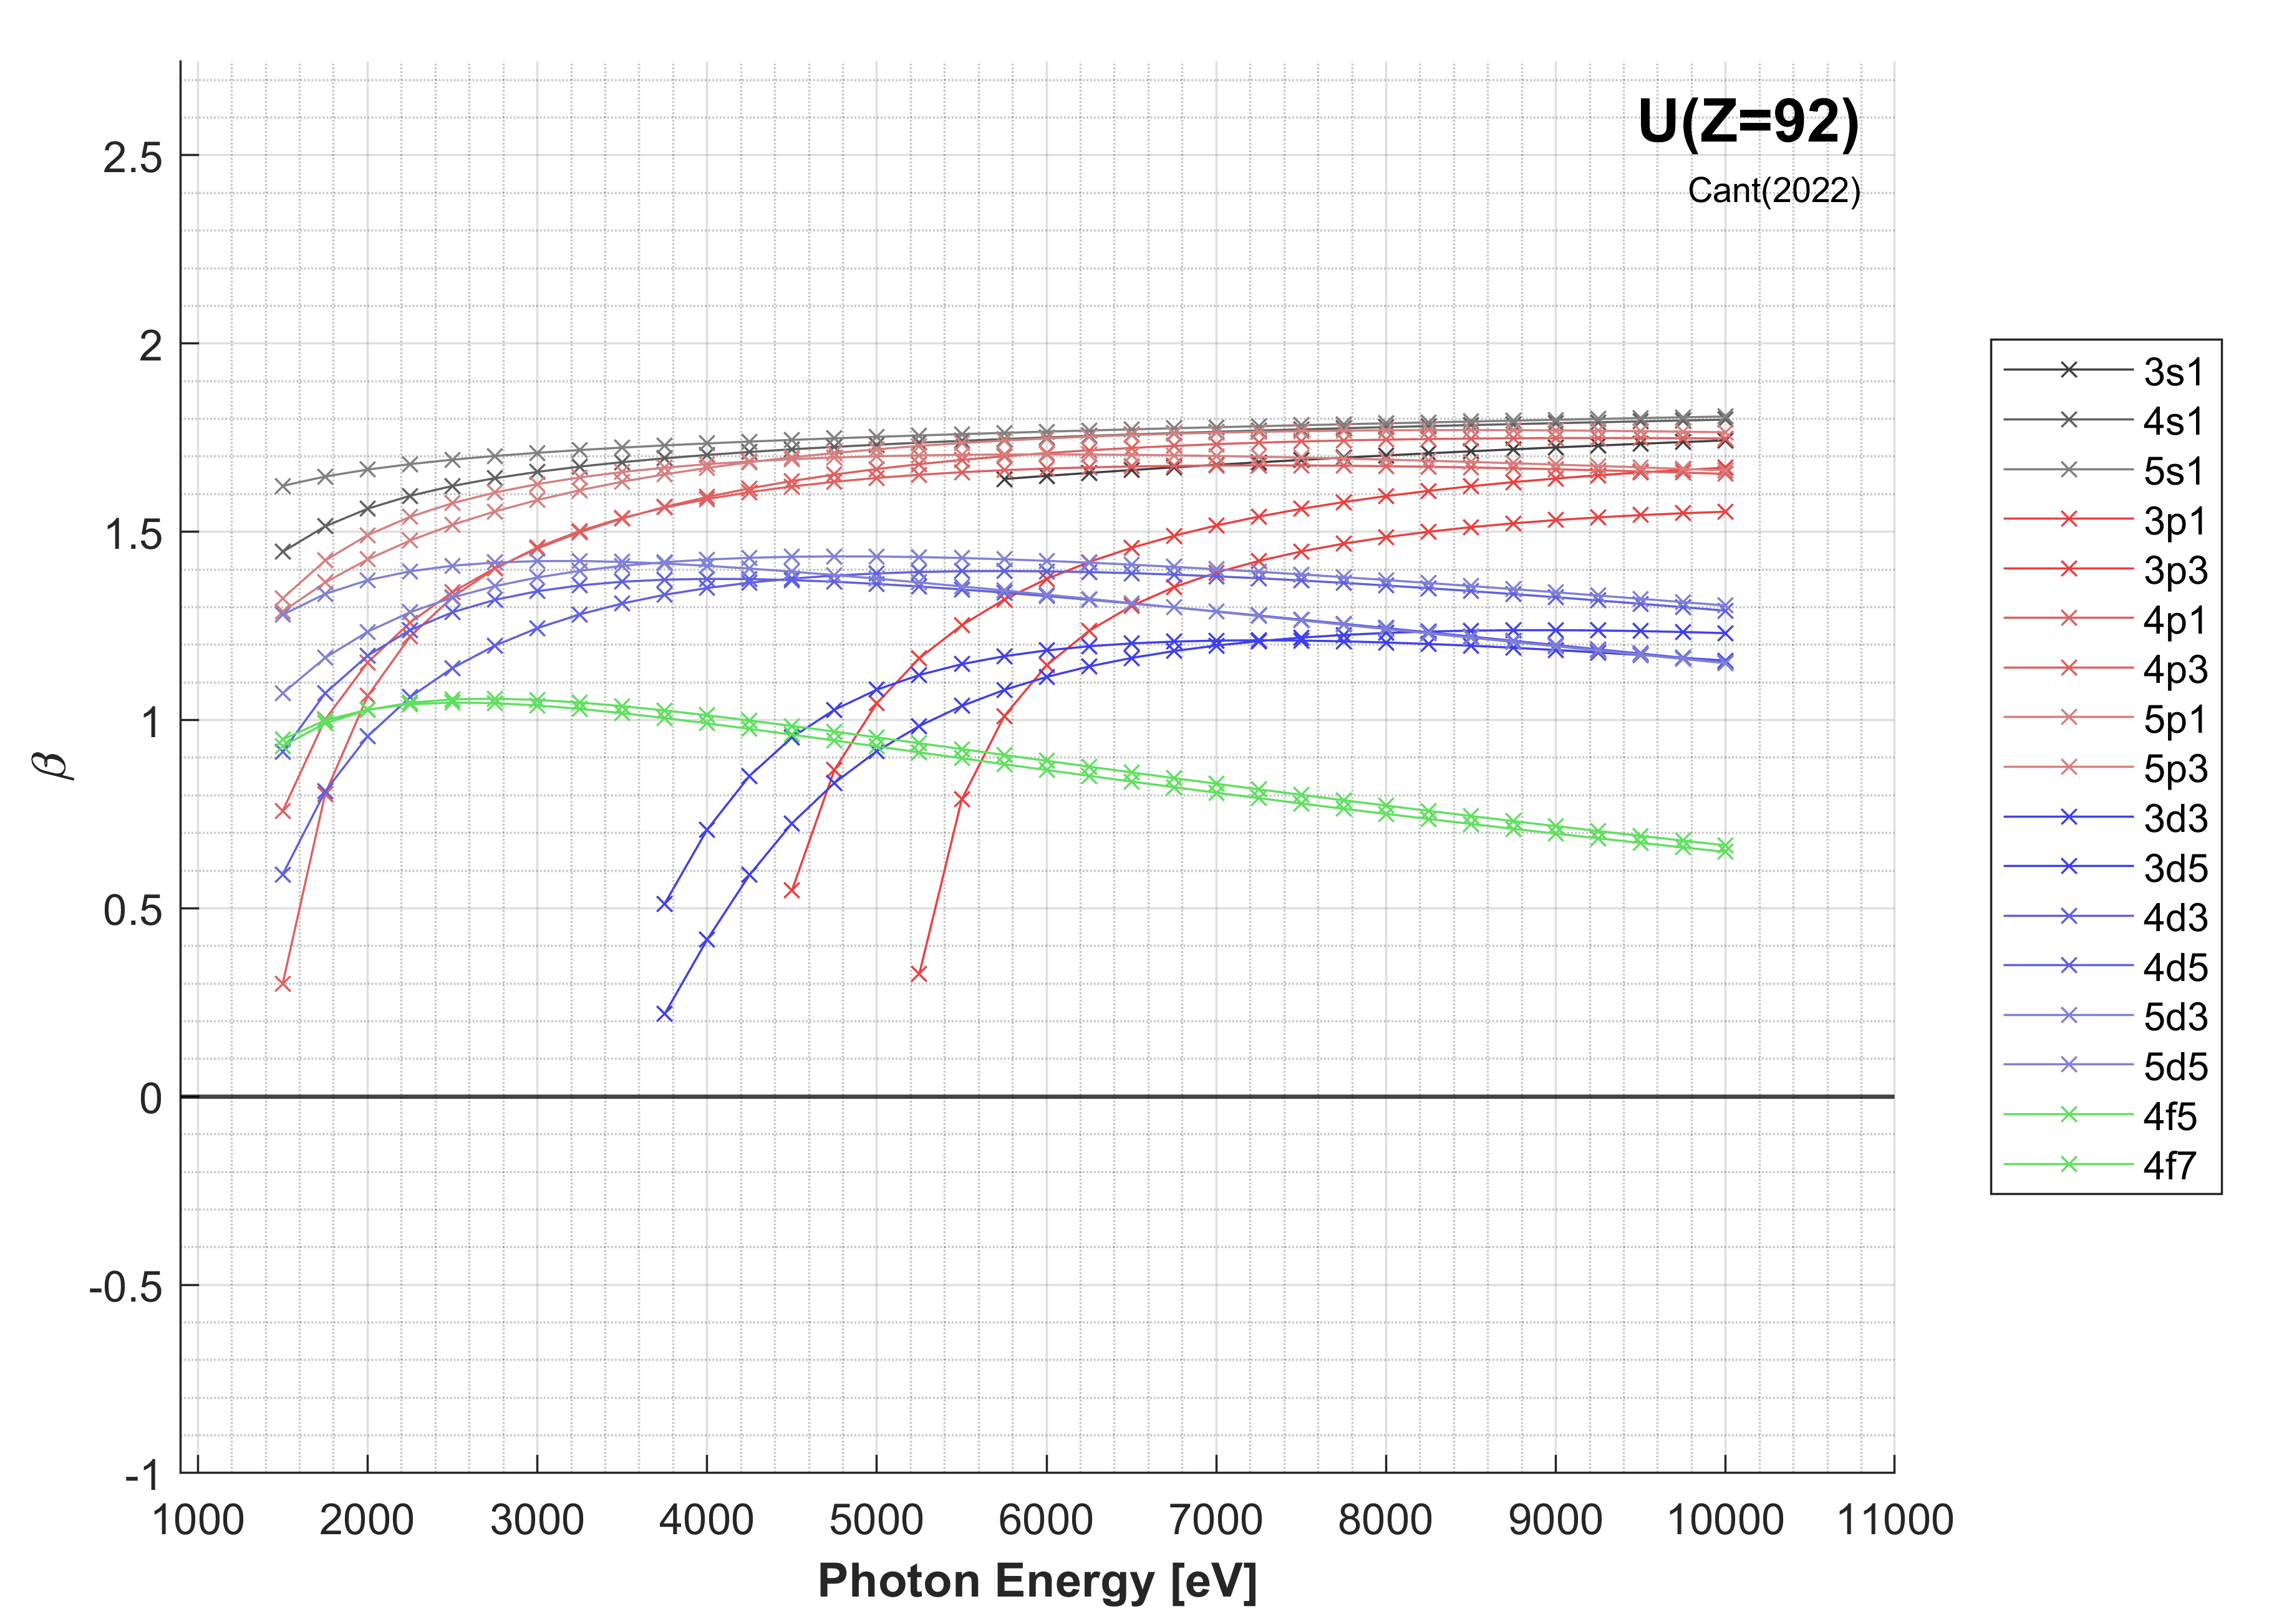 U(Z=92)
Cant(2022)
2.5
2
1.5
1
0.5
0
-0.5
-1
β
1000 2000 3000 4000 5000 6000 7000 8000 9000 10000 11000
Photon Energy [eV]
3s1
4s1
5s1
3p1
3p3
4p1
4p3
5p1
5p3
3d3
3d5
4d3
4d5
5d3
5d5
4f5
4f7